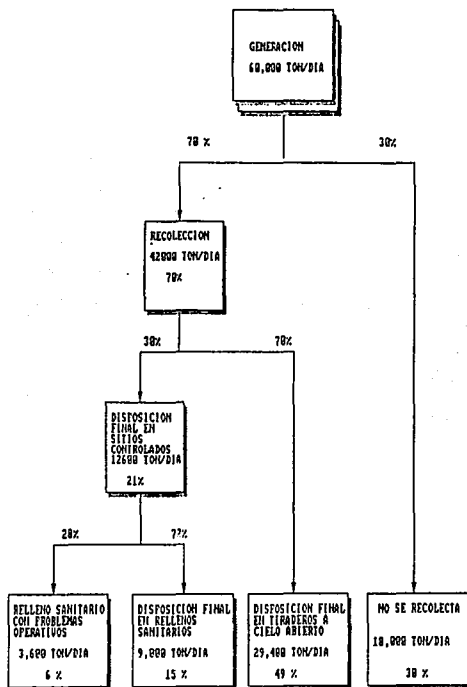 GENERACION
60,000 TON/DIA
70 %
30%
RECOLECCION
42000 TON/DIA
70%
30%
70%
DISPOSICION
FINAL EN
SITIOS
CONTROLADOS
12600 TON/DIA
21%
28%
72%
RELLENO SANITARIO
CON PROBLEMAS
OPERATIVOS
3,600 TON/DIA
6 %
DISPOSICION FINAL
EN RELLENOS
SANITARIOS
9,000 TON/DIA
15 %
DISPOSICION FINAL
EN TIRADEROS A
CIELO ABIERTO
29,400 TON/DIA
49 %
NO SE RECOLECTA
18,000 TON/DIA
30 %